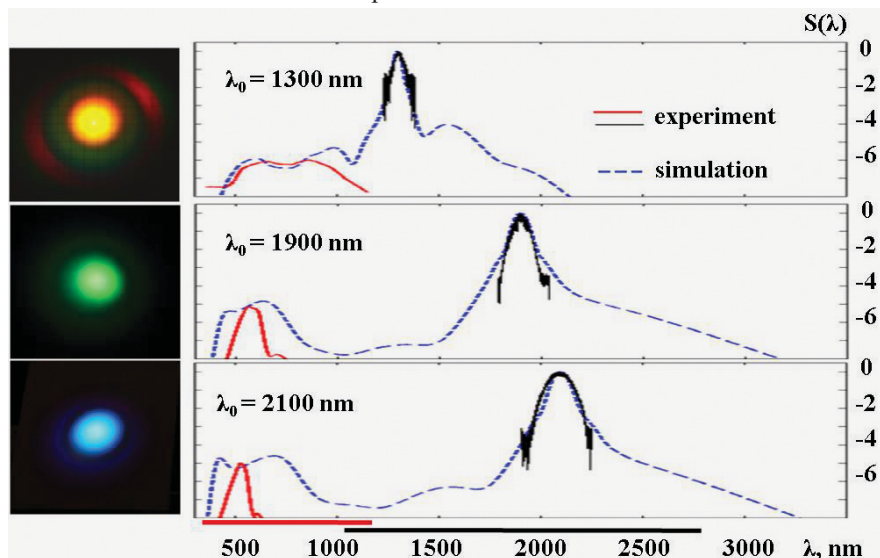 S(λ)
λ₀ = 1300 nm
0
-2
-4
-6
experiment
simulation
λ₀ = 1900 nm
0
-2
-4
-6
λ₀ = 2100 nm
0
-2
-4
-6
500 1000 1500 2000 2500 3000 λ, nm